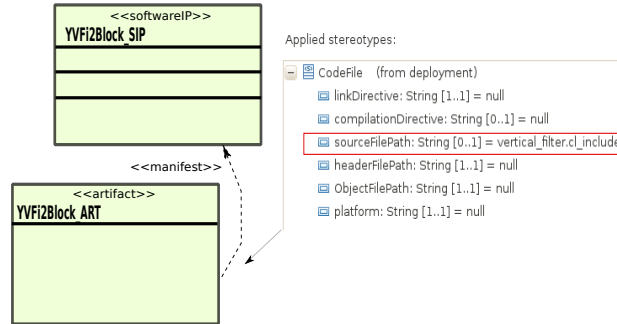 <<softwareIP>>
YVFi2Block_SIP
Applied stereotypes:
CodeFile (from deployment)
linkDirective: String [1..1] = null
compilationDirective: String [0..1] = null
sourceFilePath: String [0..1] = vertical_filter.cl_include
headerFilePath: String [1..1] = null
ObjectFilePath: String [1..1] = null
platform: String [1..1] = null
<<manifest>>
<<artifact>>
YVFi2Block_ART